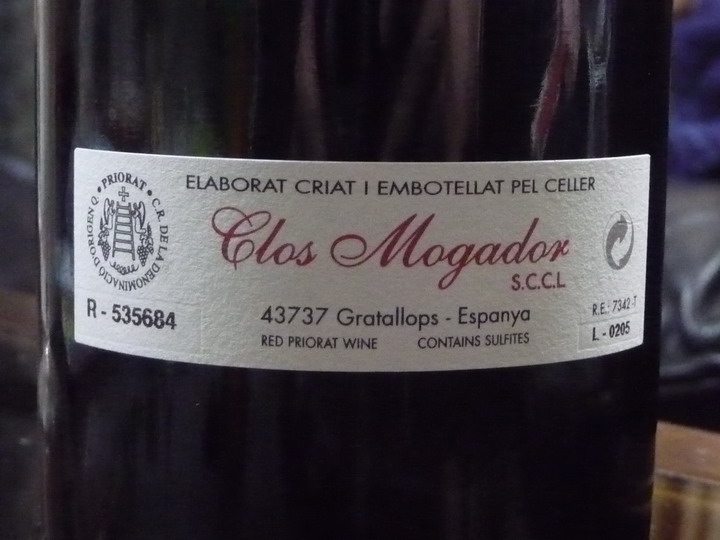 • PRIORAT • C.R. DE LA DENOMINACIÓ D'ORIGEN Q.
R - 535684
ELABORAT CRIAT I EMBOTELLAT PEL CELLER
Clos Mogador
S.C.C.L
43737 Gratallops - Espanya
RED PRIORAT WINE CONTAINS SULFITES
R.E.: 7342 -T
L - 0205